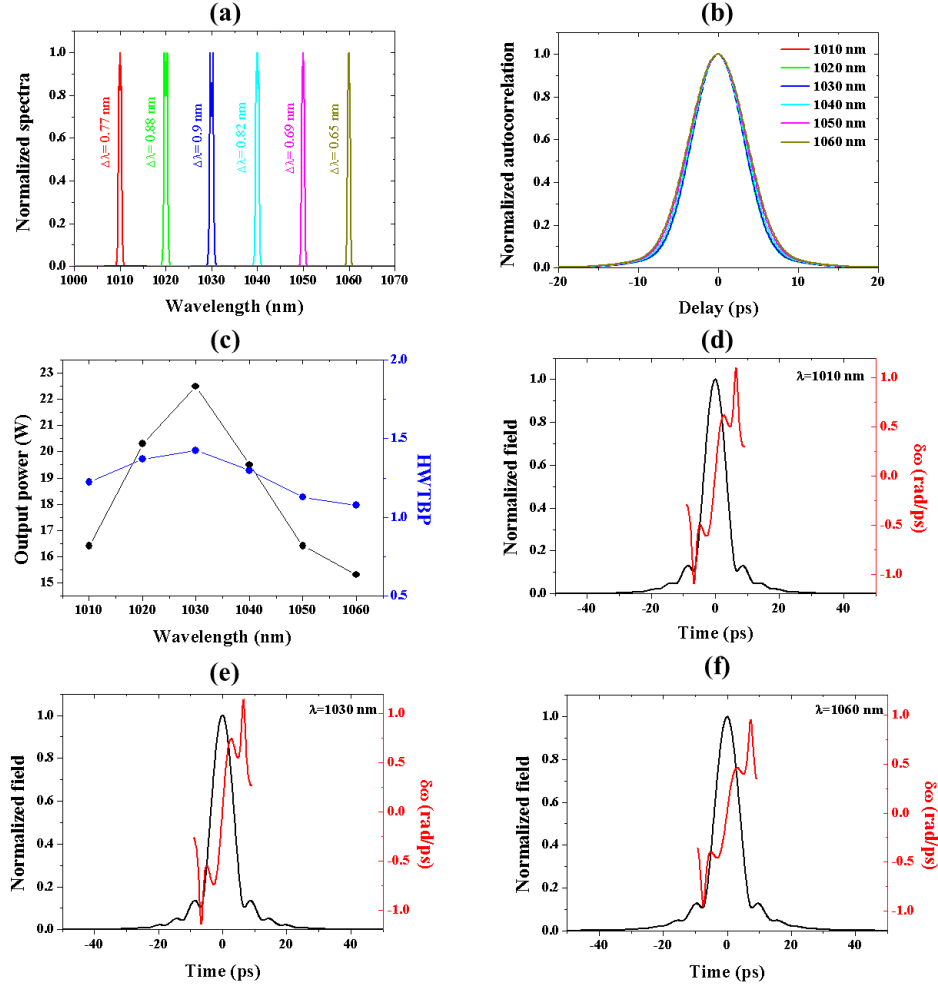 (a)
Normalized spectra
1.0
0.8
0.6
0.4
0.2
0.0
Δλ= 0.77 nm
Δλ= 0.88 nm
Δλ= 0.9 nm
Δλ= 0.82 nm
Δλ= 0.69 nm
Δλ= 0.65 nm
1000 1010 1020 1030 1040 1050 1060 1070
Wavelength (nm)
(b)
Normalized autocorrelation
1.0
0.8
0.6
0.4
0.2
0.0
1010 nm
1020 nm
1030 nm
1040 nm
1050 nm
1060 nm
-20 -10 0 10 20
Delay (ps)
(c)
Output power (W)
23
22
21
20
19
18
17
16
15
2.0
1.5
1.0
0.5
HWTBP
1010 1020 1030 1040 1050 1060
Wavelength (nm)
(d)
Normalized field
1.0
0.8
0.6
0.4
0.2
0.0
λ=1010 nm
1.0
0.5
0.0
-0.5
-1.0
δω (rad/ps)
-40 -20 0 20 40
Time (ps)
(e)
Normalized field
1.0
0.8
0.6
0.4
0.2
0.0
λ=1030 nm
1.0
0.5
0.0
-0.5
-1.0
δω (rad/ps)
-40 -20 0 20 40
Time (ps)
(f)
Normalized field
1.0
0.8
0.6
0.4
0.2
0.0
λ=1060 nm
1.0
0.5
0.0
-0.5
-1.0
δω (rad/ps)
-40 -20 0 20 40
Time (ps)